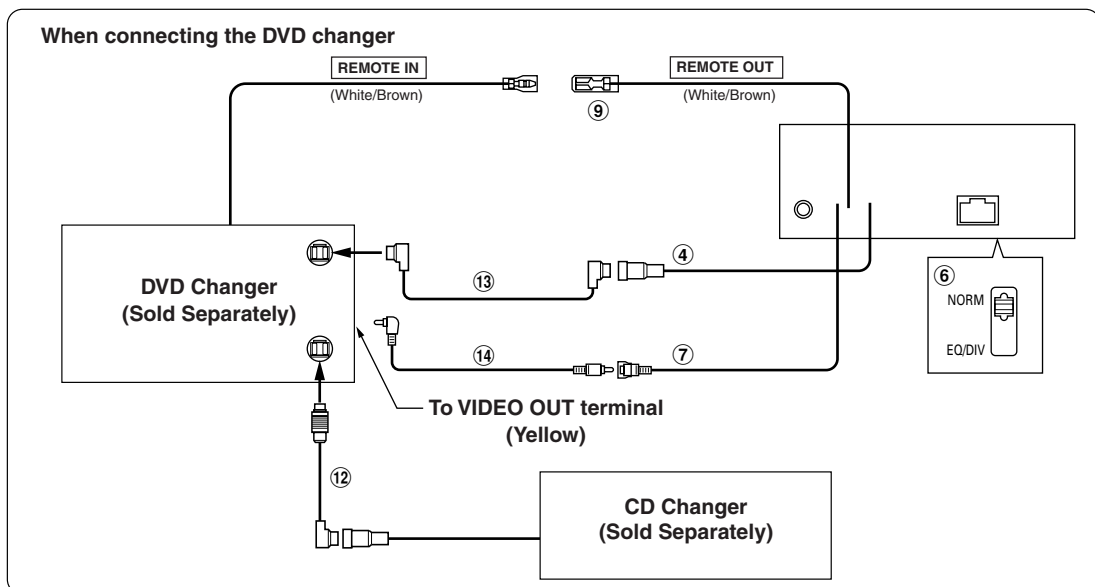 When connecting the DVD changer
REMOTE IN
(White/Brown)
REMOTE OUT
(White/Brown)
⑨
④
⑬
⑥
NORM
EQ/DIV
DVD Changer
(Sold Separately)
⑭
⑦
To VIDEO OUT terminal
(Yellow)
⑫
CD Changer
(Sold Separately)